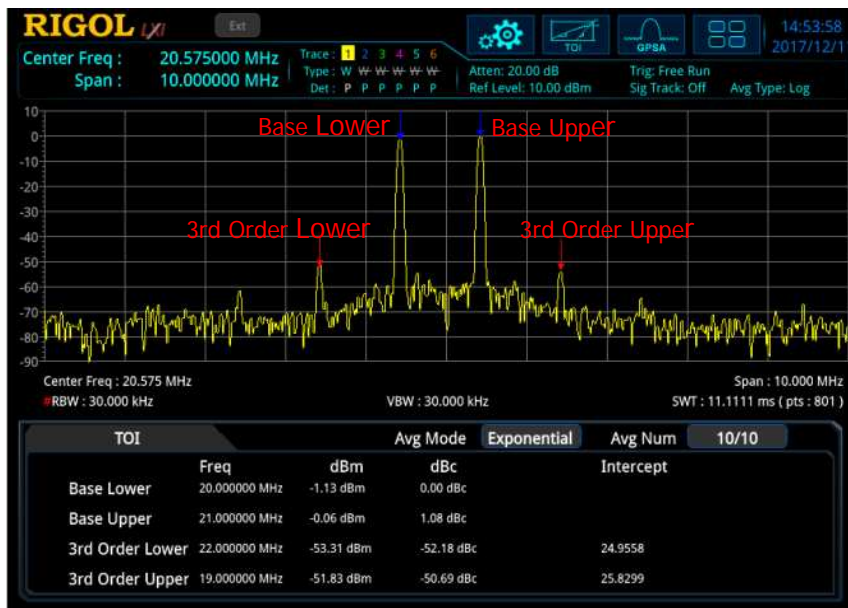 RIGOL LXI Ext 14:53:58
Center Freq : 20.575000 MHz Trace: 1 2 3 4 5 6 TOI GPSA 2017/12/1
Span : 10.000000 MHz Type: W W W W W W Atten: 20.00 dB Trig: Free Run
Det: P P P P P P Ref Level: 10.00 dBm Sig Track: Off Avg Type: Log
10
Base Lower Base Upper
0
-10
-20
-30
3rd Order Lower 3rd Order Upper
-40
-50
-60
-70
-80
-90
Center Freq : 20.575 MHz Span : 10.000 MHz
#RBW : 30.000 kHz VBW : 30.000 kHz SWT : 11.1111 ms ( pts : 801 )
TOI Avg Mode Exponential Avg Num 10/10
Freq dBm dBc Intercept
Base Lower 20.000000 MHz -1.13 dBm 0.00 dBc
Base Upper 21.000000 MHz -0.06 dBm 1.08 dBc
3rd Order Lower 22.000000 MHz -53.31 dBm -52.18 dBc 24.9558
3rd Order Upper 19.000000 MHz -51.83 dBm -50.69 dBc 25.8299